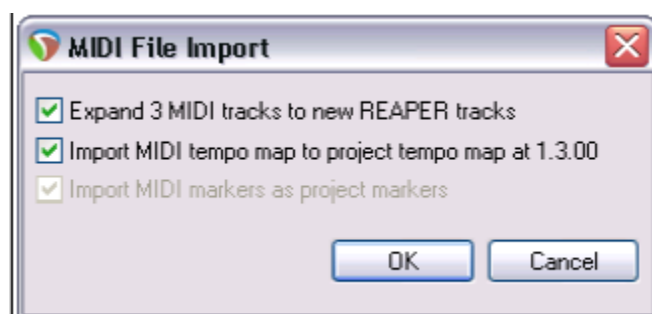 MIDI File Import
Expand 3 MIDI tracks to new REAPER tracks
Import MIDI tempo map to project tempo map at 1.3.00
Import MIDI markers as project markers
OK Cancel